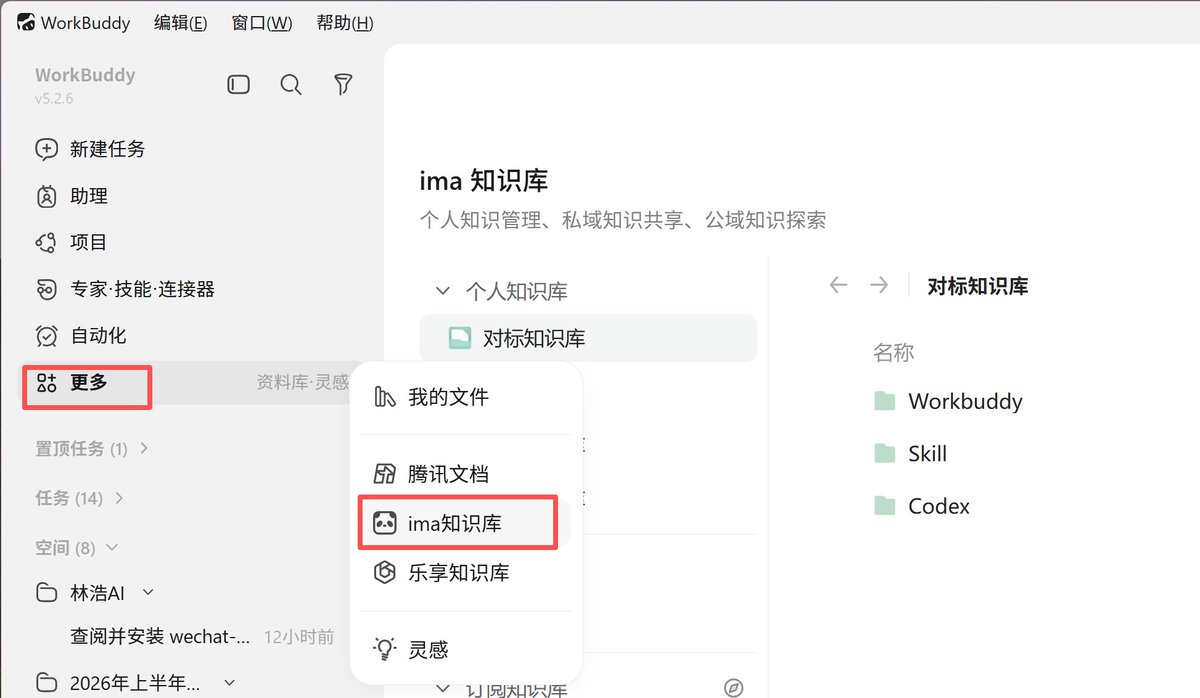 WorkBuddy 编辑(E) 窗口(W) 帮助(H)
WorkBuddy
v5.2.6
新建任务
助理
项目
专家·技能·连接器
自动化
更多 资料库·灵感
置顶任务 (1)
任务 (14)
空间 (8)
林浩AI
查阅并安装 wechat-... 12小时前
2026年上半年...
ima 知识库
个人知识管理、私域知识共享、公域知识探索
个人知识库
对标知识库
我的文件
腾讯文档
ima知识库
乐享知识库
灵感
订阅知识库
对标知识库
名称
Workbuddy
Skill
Codex